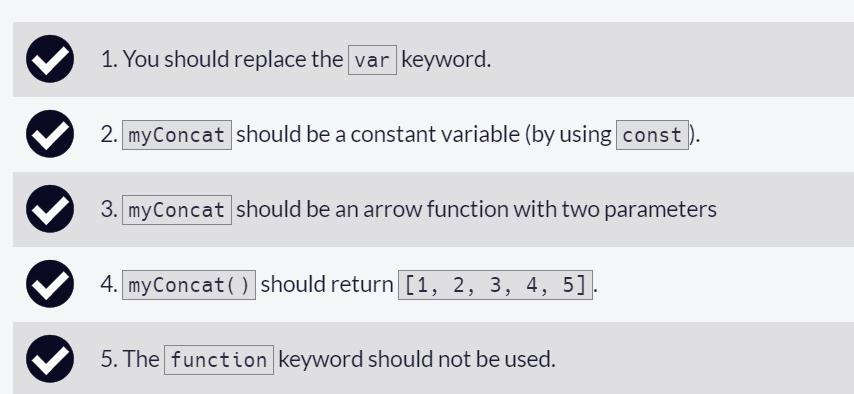 1. You should replace the var keyword.
2. myConcat should be a constant variable (by using const).
3. myConcat should be an arrow function with two parameters
4. myConcat() should return [1, 2, 3, 4, 5].
5. The function keyword should not be used.